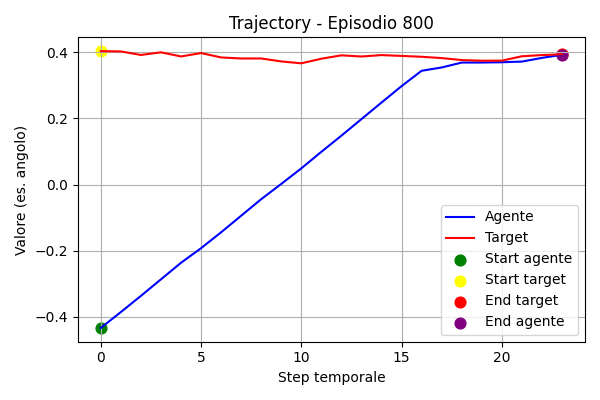 Trajectory - Episodio 800
Valore (es. angolo)
0.4
0.2
0.0
−0.2
−0.4
0
5
10
15
20
Step temporale
Agente
Target
Start agente
Start target
End target
End agente